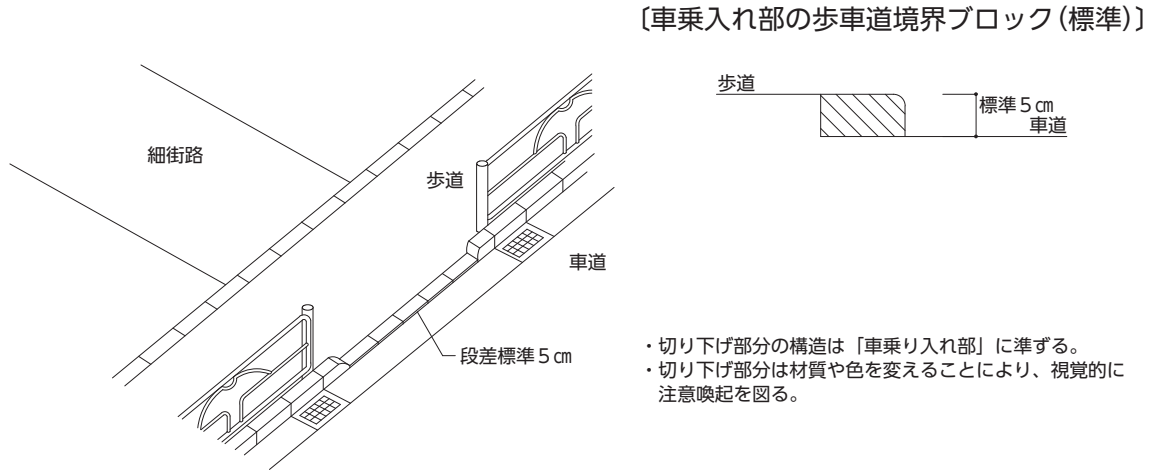 〔車乗入れ部の歩車道境界ブロック(標準)〕
歩道
標準5㎝
車道
細街路
歩道
車道
段差標準5㎝
・切り下げ部分の構造は「車乗り入れ部」に準ずる。
・切り下げ部分は材質や色を変えることにより、視覚的に
注意喚起を図る。